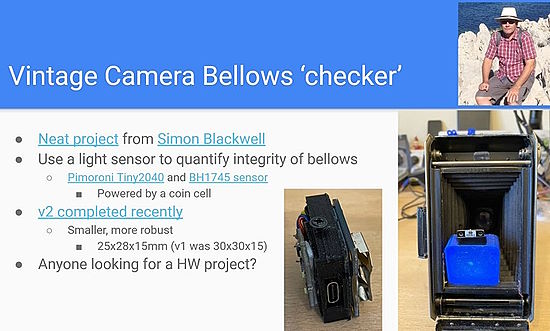 Vintage Camera Bellows ‘checker’
● Neat project from Simon Blackwell
● Use a light sensor to quantify integrity of bellows
○ Pimoroni Tiny2040 and BH1745 sensor
■ Powered by a coin cell
● v2 completed recently
○ Smaller, more robust
■ 25x28x15mm (v1 was 30x30x15)
● Anyone looking for a HW project?